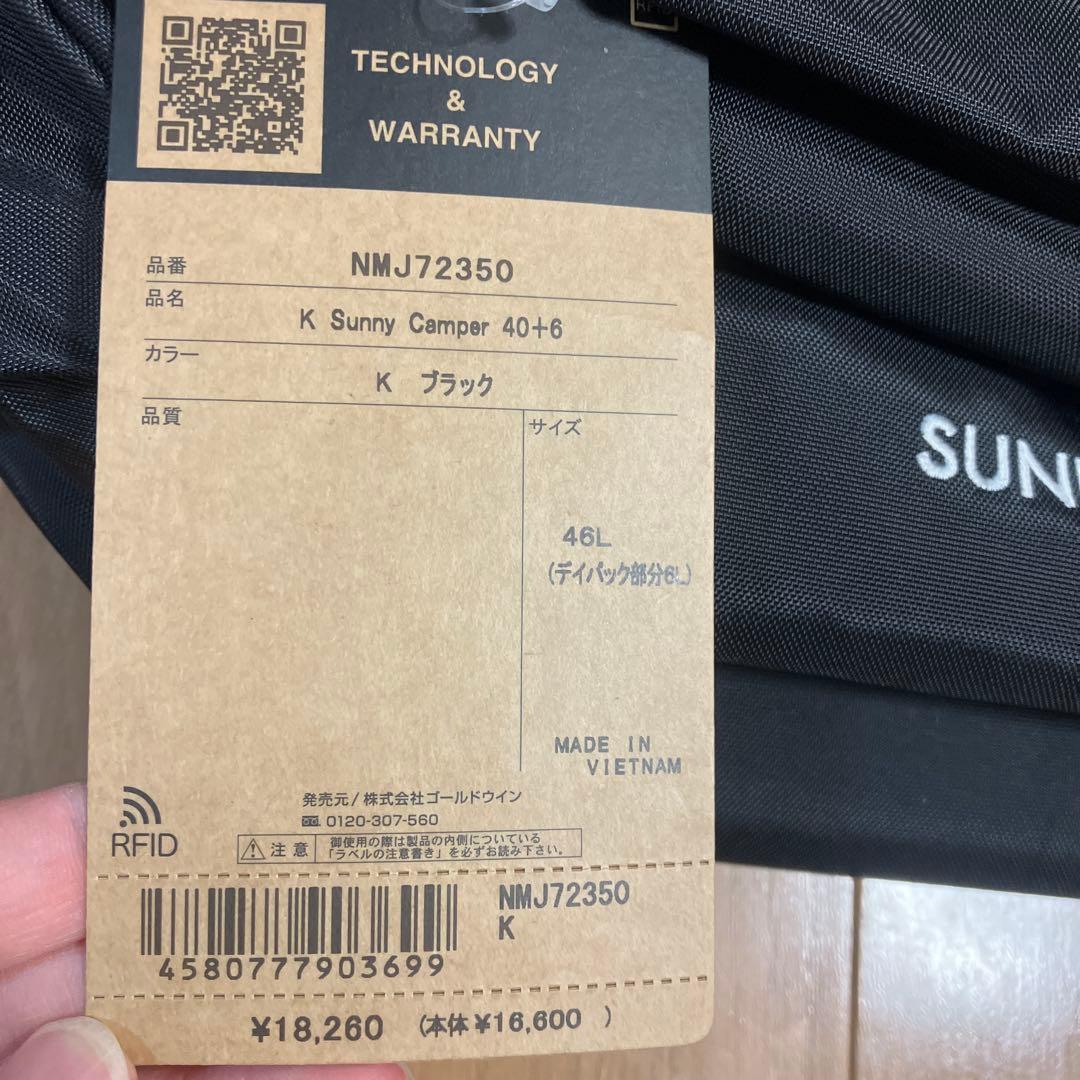 TECHNOLOGY
&
WARRANTY
品番 NMJ72350
品名
K Sunny Camper 40+6
カラー
K ブラック
品質
サイズ
46L
(デイパック部分6L)
MADE IN
VIETNAM
発売元/株式会社ゴールドウイン
0120-307-560
RFID
注意
御使用の際は製品の内側についている
「ラベルの注意書き」を必ずお読み下さい。
NMJ72350
K
4580777903699
¥18,260 (本体¥16,600 )
SUN